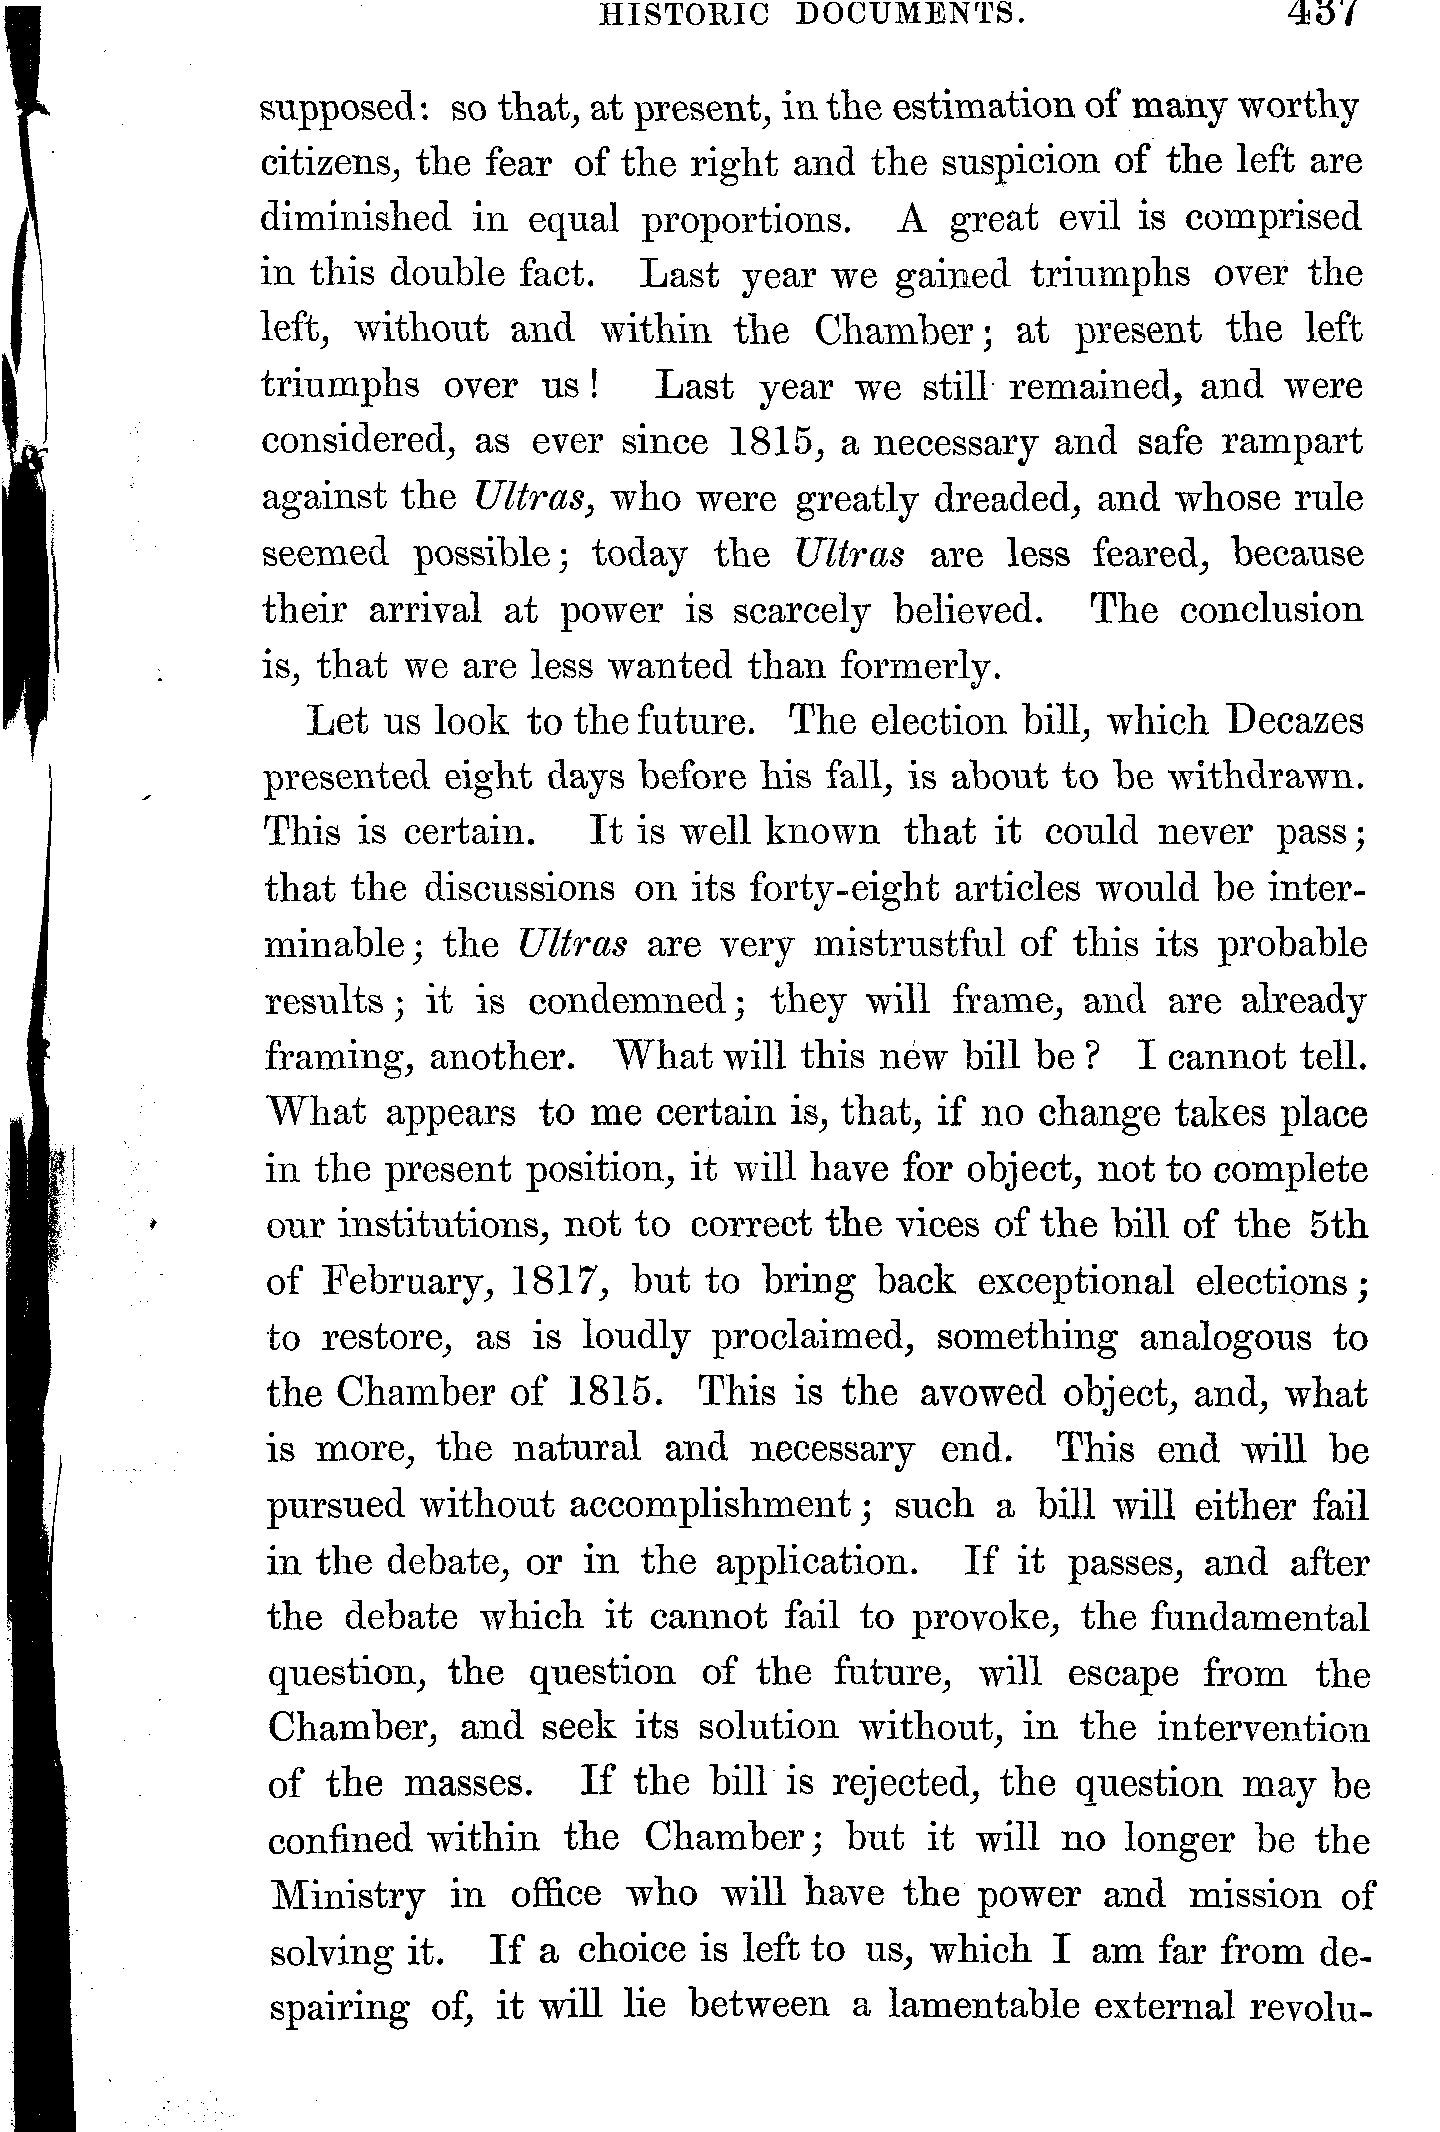 HISTORIC DOCUMENTS. 437
supposed: so that, at present, in the estimation of many worthy
citizens, the fear of the right and the suspicion of the left are
diminished in equal proportions. A great evil is comprised
in this double fact. Last year we gained triumphs over the
left, without and within the Chamber; at present the left
triumphs over us! Last year we still remained, and were
considered, as ever since 1815, a necessary and safe rampart
against the Ultras, who were greatly dreaded, and whose rule
seemed possible; today the Ultras are less feared, because
their arrival at power is scarcely believed. The conclusion
is, that we are less wanted than formerly.
Let us look to the future. The election bill, which Decazes
presented eight days before his fall, is about to be withdrawn.
This is certain. It is well known that it could never pass;
that the discussions on its forty-eight articles would be inter-
minable; the Ultras are very mistrustful of this its probable
results; it is condemned; they will frame, and are already
framing, another. What will this new bill be? I cannot tell.
What appears to me certain is, that, if no change takes place
in the present position, it will have for object, not to complete
our institutions, not to correct the vices of the bill of the 5th
of February, 1817, but to bring back exceptional elections;
to restore, as is loudly proclaimed, something analogous to
the Chamber of 1815. This is the avowed object, and, what
is more, the natural and necessary end. This end will be
pursued without accomplishment; such a bill will either fail
in the debate, or in the application. If it passes, and after
the debate which it cannot fail to provoke, the fundamental
question, the question of the future, will escape from the
Chamber, and seek its solution without, in the intervention
of the masses. If the bill is rejected, the question may be
confined within the Chamber; but it will no longer be the
Ministry in office who will have the power and mission of
solving it. If a choice is left to us, which I am far from de-
spairing of, it will lie between a lamentable external revolu-